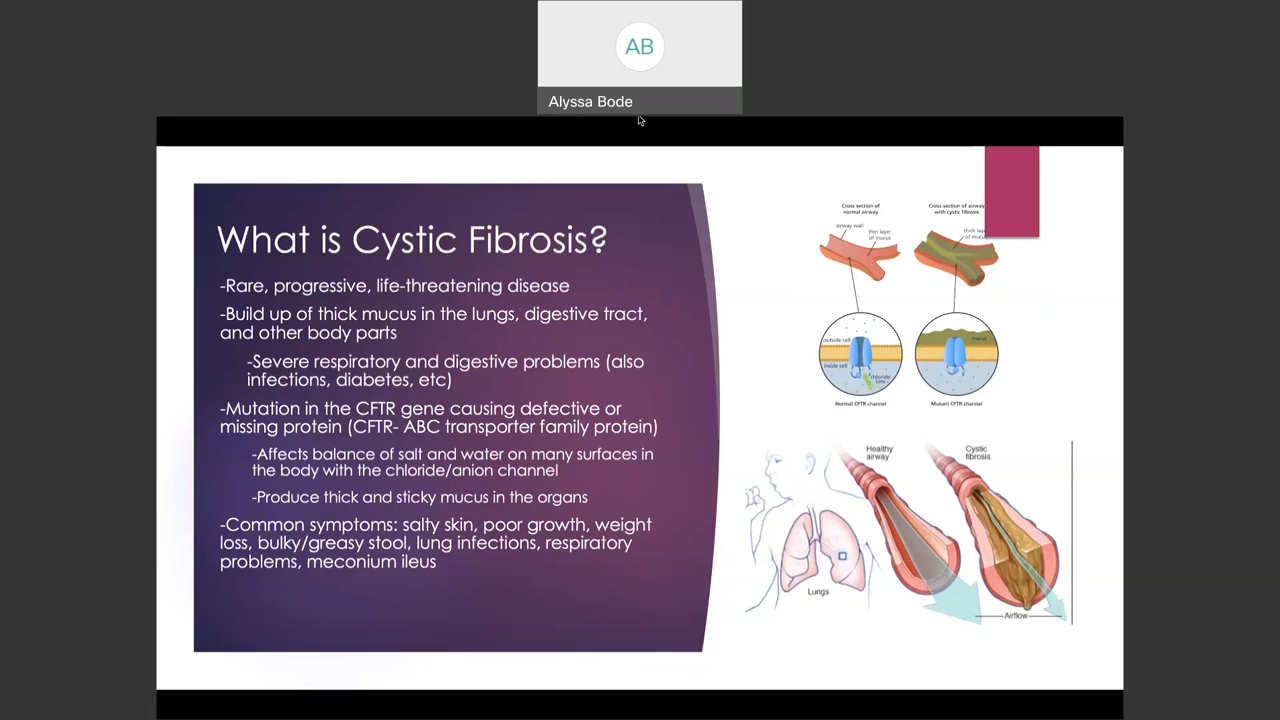 AB
Alyssa Bode
What is Cystic Fibrosis?
-Rare, progressive, life-threatening disease
-Build up of thick mucus in the lungs, digestive tract,
and other body parts
-Severe respiratory and digestive problems (also
infections, diabetes, etc)
-Mutation in the CFTR gene causing defective or
missing protein (CFTR- ABC transporter family protein)
-Affects balance of salt and water on many surfaces in
the body with the chloride/anion channel
-Produce thick and sticky mucus in the organs
-Common symptoms: salty skin, poor growth, weight
loss, bulky/greasy stool, lung infections, respiratory
problems, meconium ileus
Cross section of
normal airway
airway wall
thin layer
of mucus
outside cell
inside cell
chloride
ions
Normal CFTR channel
Cross section of airway
with cystic fibrosis
thick
of mucus
Mutant CFTR channel
Healthy
airway
Cystic
fibrosis
Lungs
Airflow